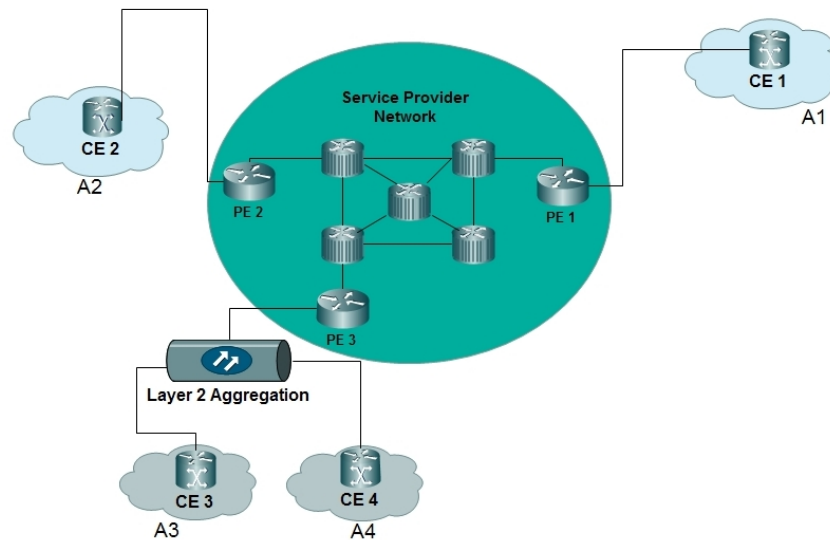 CE 1
A1
Service Provider
Network
CE 2
A2
PE 2
PE 1
PE 3
Layer 2 Aggregation
CE 3
CE 4
A3
A4